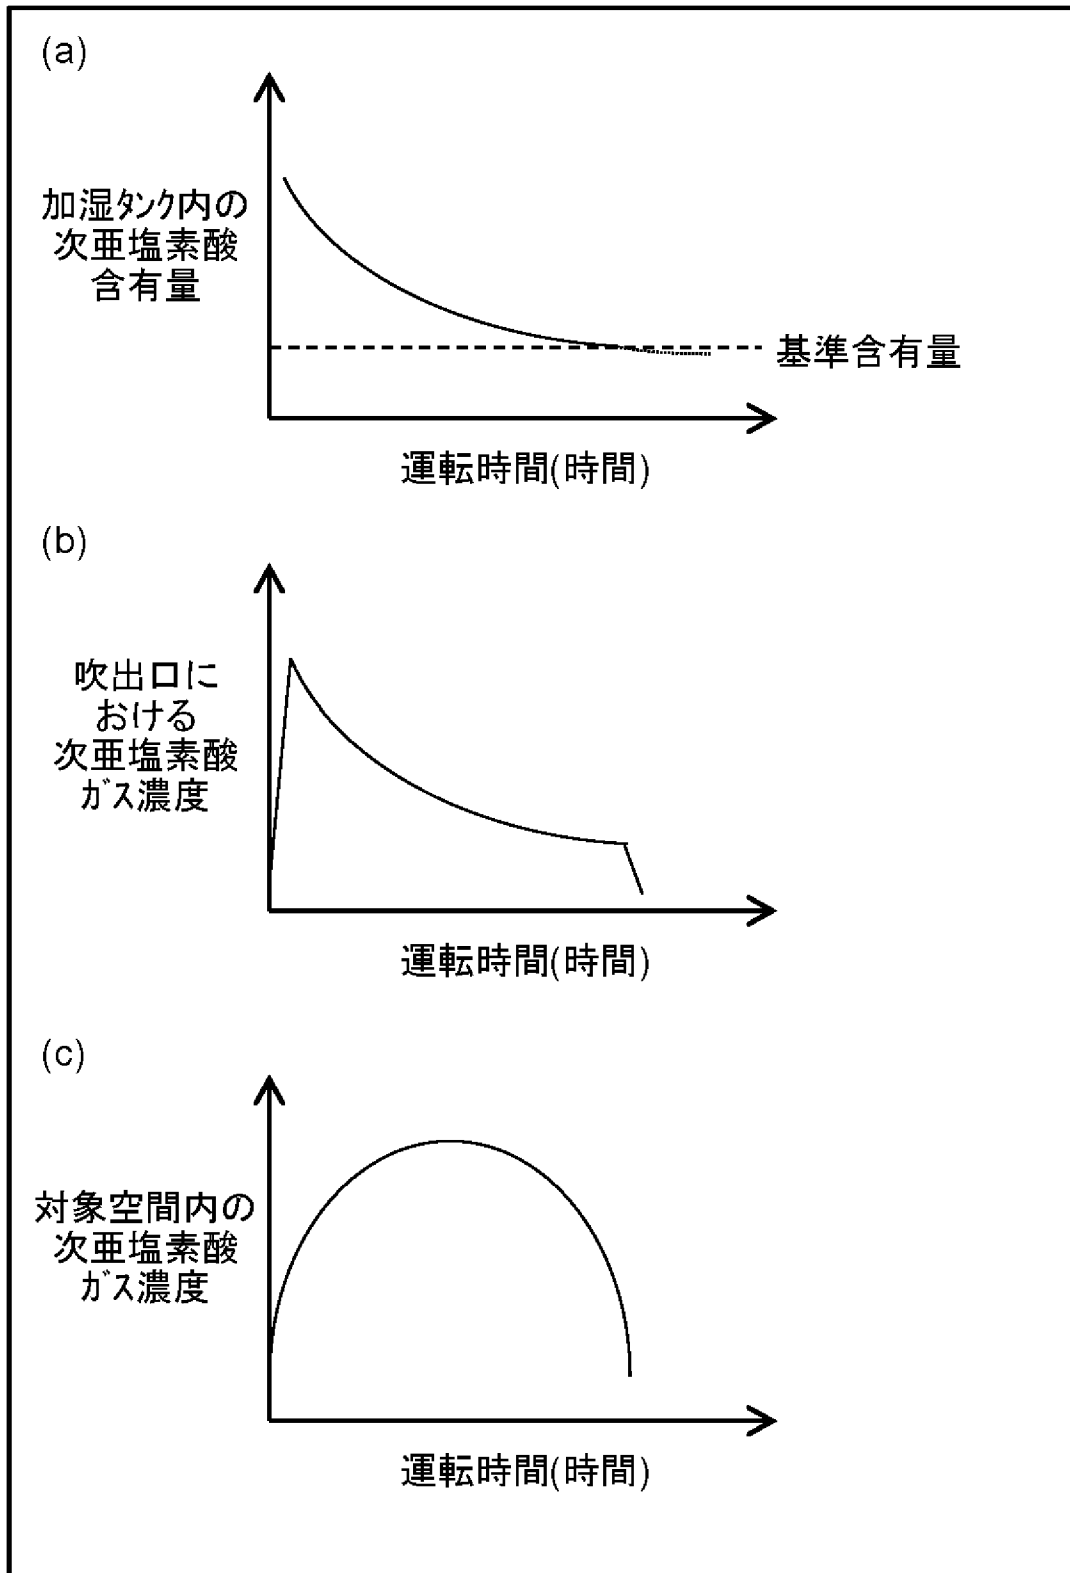 (a)
加湿ﾀﾝｸ内の
次亜塩素酸
含有量
基準含有量
運転時間(時間)
(b)
吹出口に
おける
次亜塩素酸
ｶﾞｽ濃度
運転時間(時間)
(c)
対象空間内の
次亜塩素酸
ｶﾞｽ濃度
運転時間(時間)